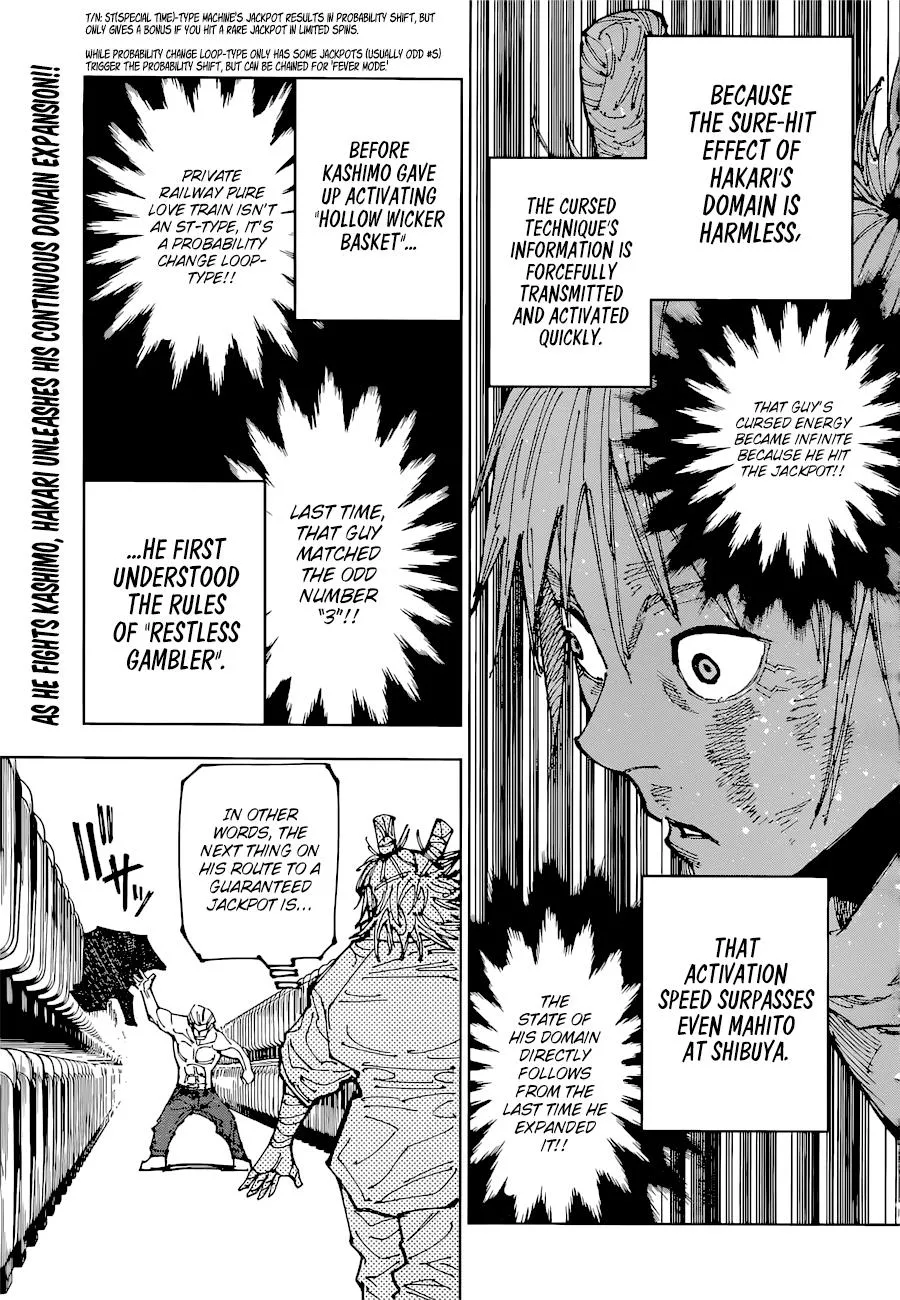 T/N: ST(SPECIAL TIME)-TYPE MACHINE'S JACKPOT RESULTS IN PROBABILITY SHIFT, BUT
ONLY GIVES A BONUS IF YOU HIT A RARE JACKPOT IN LIMITED SPINS.
WHILE PROBABILITY CHANGE LOOP-TYPE ONLY HAS SOME JACKPOTS (USUALLY ODD #S)
TRIGGER THE PROBABILITY SHIFT, BUT CAN BE CHAINED FOR 'FEVER MODE.'
AS HE FIGHTS KASHIMO, HAKARI UNLEASHES HIS CONTINUOUS DOMAIN EXPANSION!!
BECAUSE
THE SURE-HIT
EFFECT OF
HAKARI'S
DOMAIN IS
HARMLESS,
THE CURSED
TECHNIQUE'S
INFORMATION IS
FORCEFULLY
TRANSMITTED
AND ACTIVATED
QUICKLY.
THAT GUY'S
CURSED ENERGY
BECAME INFINITE
BECAUSE HE HIT
THE JACKPOT!!
THAT
ACTIVATION
SPEED SURPASSES
EVEN MAHITO
AT SHIBUYA.
THE
STATE OF
HIS DOMAIN
DIRECTLY
FOLLOWS
FROM THE
LAST TIME HE
EXPANDED
IT!!
BEFORE
KASHIMO GAVE
UP ACTIVATING
"HOLLOW WICKER
BASKET"...
PRIVATE
RAILWAY PURE
LOVE TRAIN ISN'T
AN ST-TYPE, IT'S
A PROBABILITY
CHANGE LOOP-
TYPE!!
LAST TIME,
THAT GUY
MATCHED
THE ODD
NUMBER
"3"!!
...HE FIRST
UNDERSTOOD
THE RULES
OF "RESTLESS
GAMBLER".
IN OTHER
WORDS, THE
NEXT THING ON
HIS ROUTE TO A
GUARANTEED
JACKPOT IS...